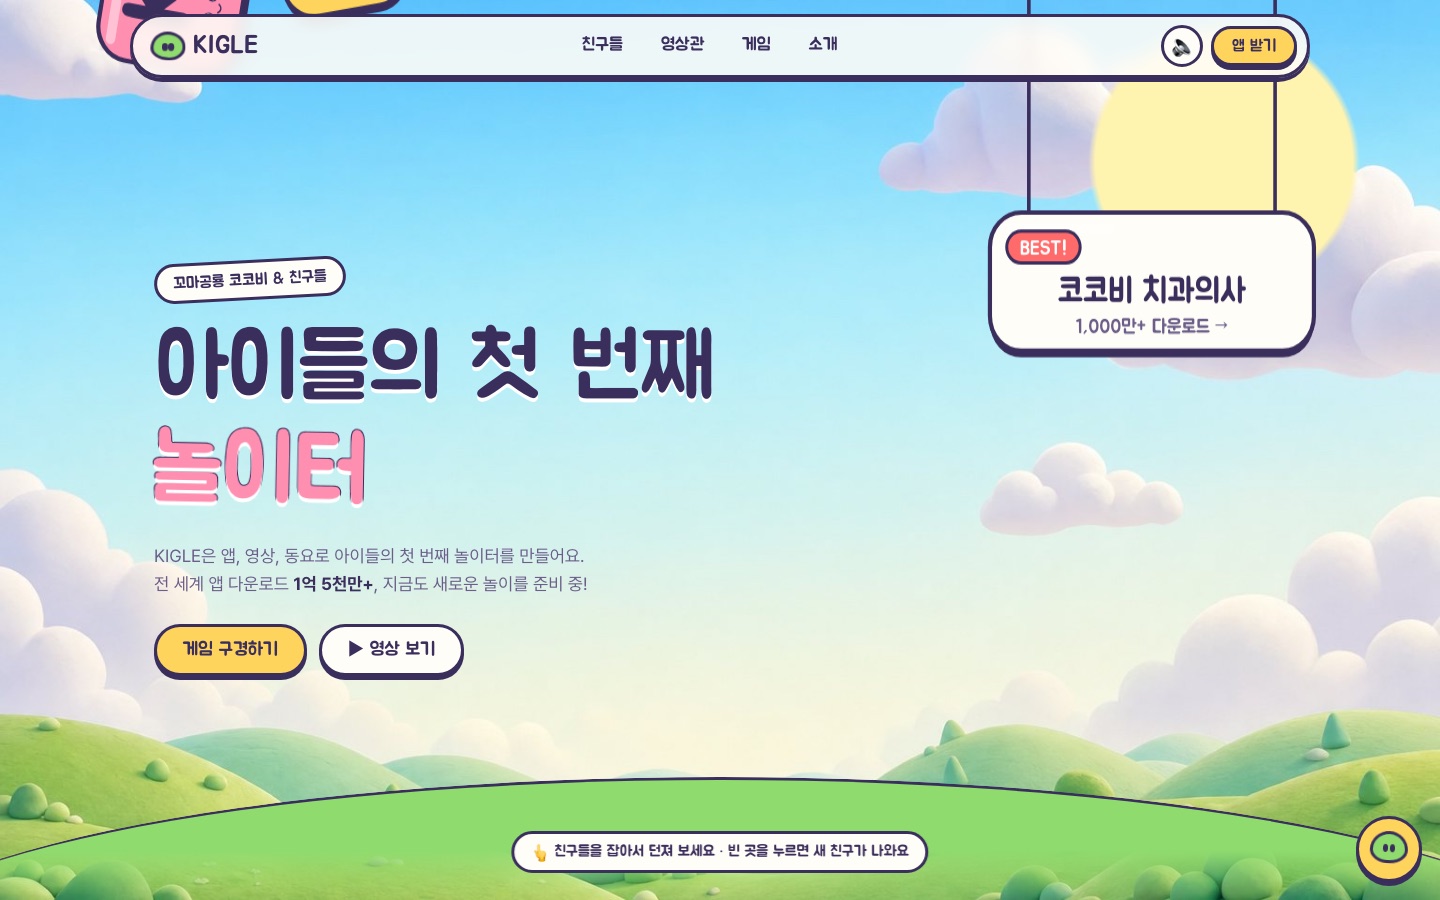 KIGLE
친구들 영상관 게임 소개
앱 받기
BEST!
코코비 치과의사
1,000만+ 다운로드 →
꼬마공룡 코코비 & 친구들
아이들의 첫 번째
놀이터
KIGLE은 앱, 영상, 동요로 아이들의 첫 번째 놀이터를 만들어요.
전 세계 앱 다운로드 1억 5천만+, 지금도 새로운 놀이를 준비 중!
게임 구경하기
▶ 영상 보기
👆 친구들을 잡아서 던져 보세요 · 빈 곳을 누르면 새 친구가 나와요